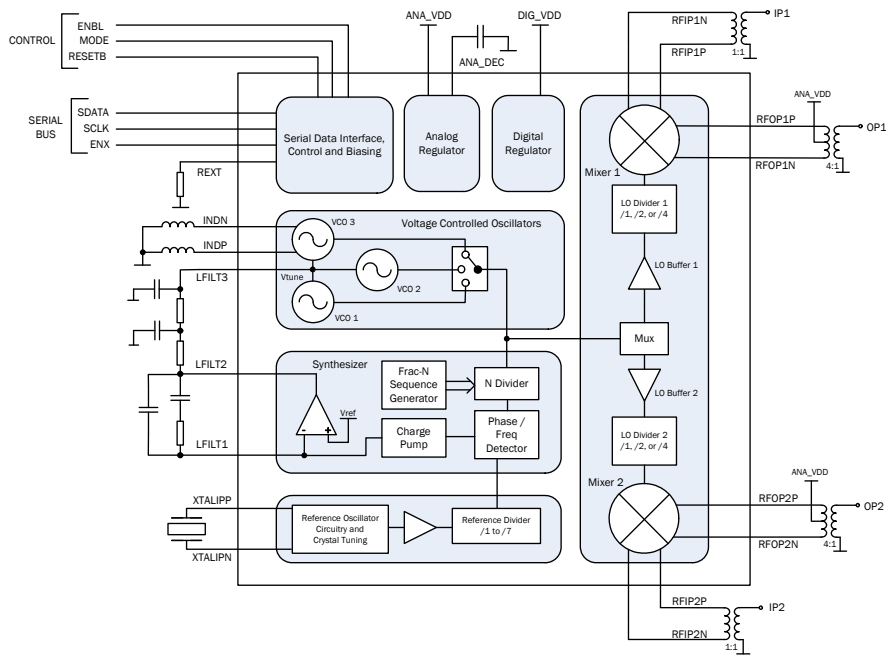 CONTROL
ENBL
MODE
RESETB
SERIAL
BUS
SDATA
SCLK
ENX
REXT
ANA_VDD
ANA_DEC
DIG_VDD
Serial Data Interface,
Control and Biasing
Analog
Regulator
Digital
Regulator
RFIP1N
RFIP1P
IP1
1:1
ANA_VDD
RFOP1P
RFOP1N
OP1
4:1
Mixer 1
LO Divider 1
/1, /2, or /4
LO Buffer 1
Mux
LO Buffer 2
LO Divider 2
/1, /2, or /4
Mixer 2
INDN
INDP
LFILT3
LFILT2
LFILT1
VCO 3
Voltage Controlled Oscillators
Vtune
VCO 2
VCO 1
Synthesizer
Frac-N
Sequence
Generator
N Divider
Vref
-
+
Charge
Pump
Phase /
Freq
Detector
XTALIPP
XTALIPN
Reference Oscillator
Circuitry and
Crystal Tuning
Reference Divider
/1 to /7
ANA_VDD
RFOP2P
RFOP2N
OP2
4:1
RFIP2P
RFIP2N
IP2
1:1